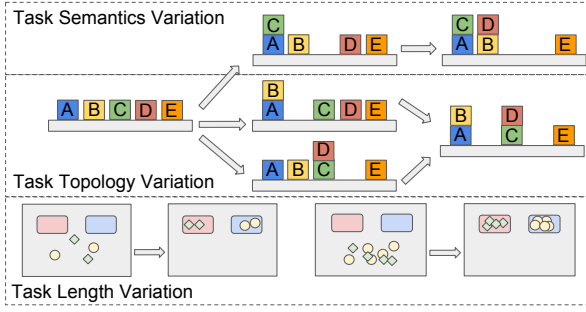 Task Semantics Variation
C
A B D E
C D
A B E
A B C D E
B
A C D E
D
A B C E
B D
A C E
Task Topology Variation
Task Length Variation